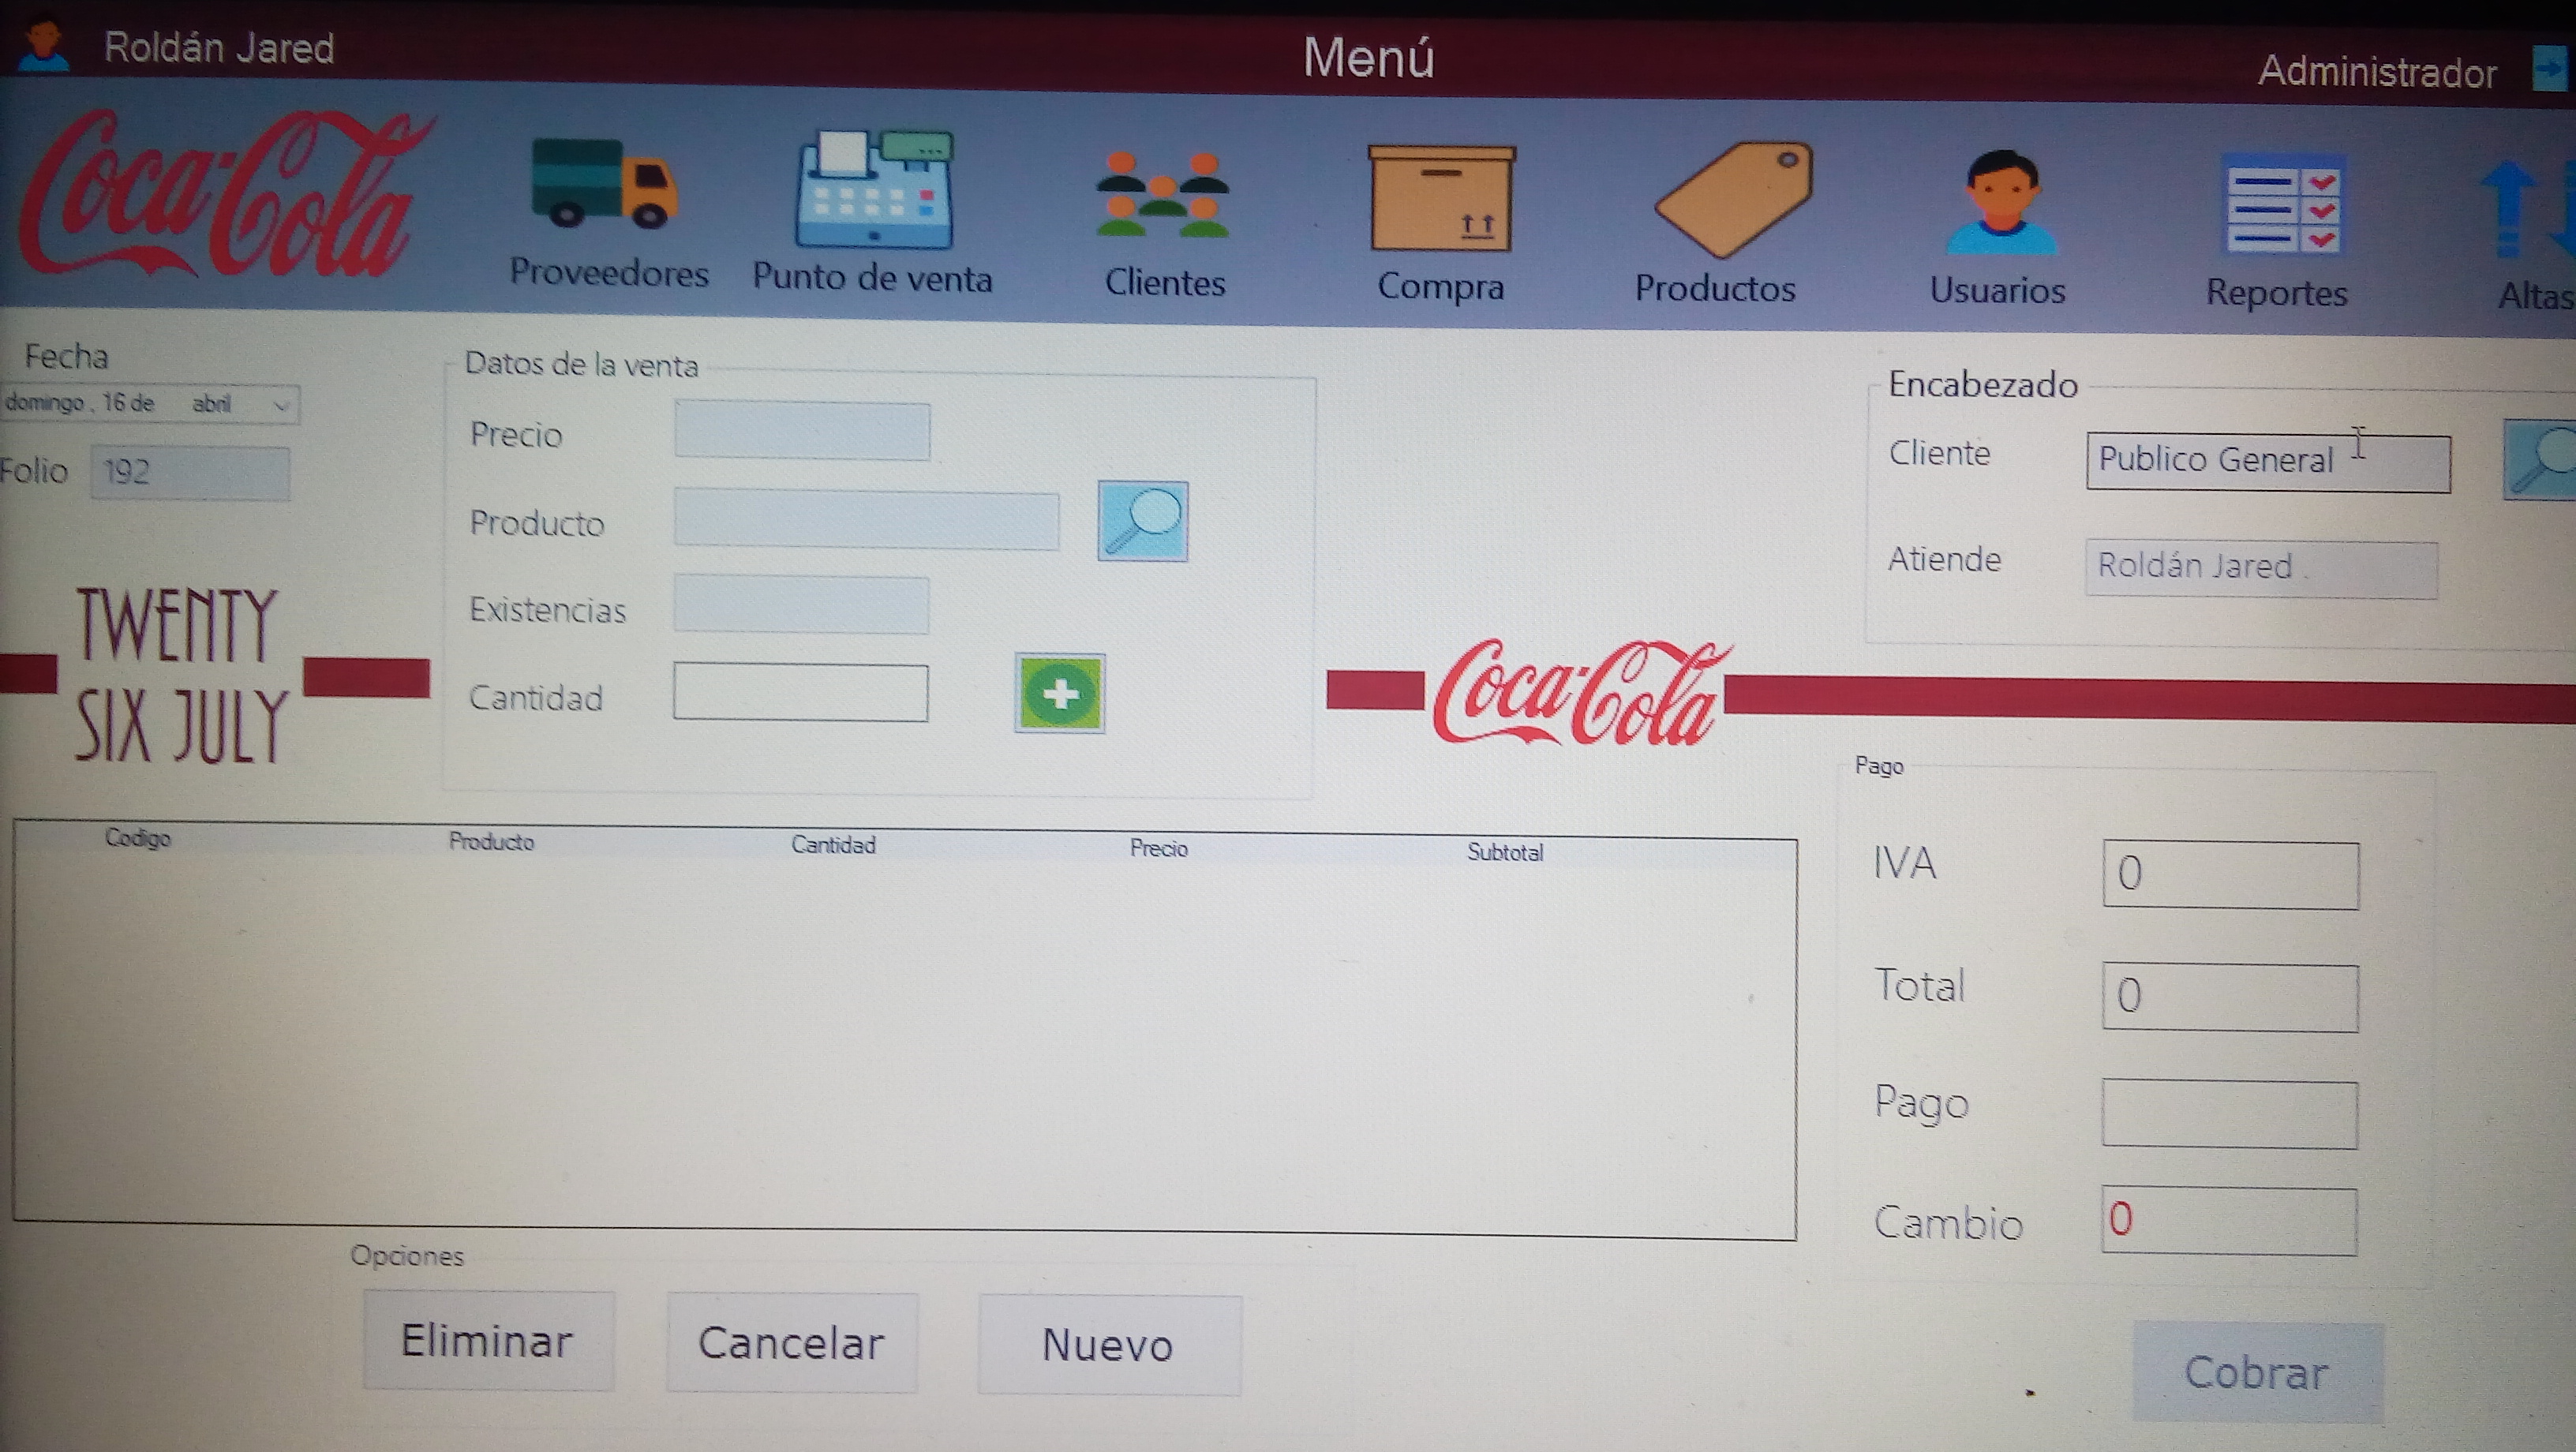 Roldán Jared
Menú
Administrador
Coca-Cola
Proveedores
Punto de venta
Clientes
Compra
Productos
Usuarios
Reportes
Altas
Fecha
domingo , 16 de abril
Folio
192
TWENTY
SIX JULY
Datos de la venta
Precio
Producto
Existencias
Cantidad
Encabezado
Cliente
Publico General
Atiende
Roldán Jared .
Coca-Cola
Codigo
Producto
Cantidad
Precio
Subtotal
Pago
IVA
0
Total
0
Pago
Cambio
0
Opciones
Eliminar
Cancelar
Nuevo
Cobrar